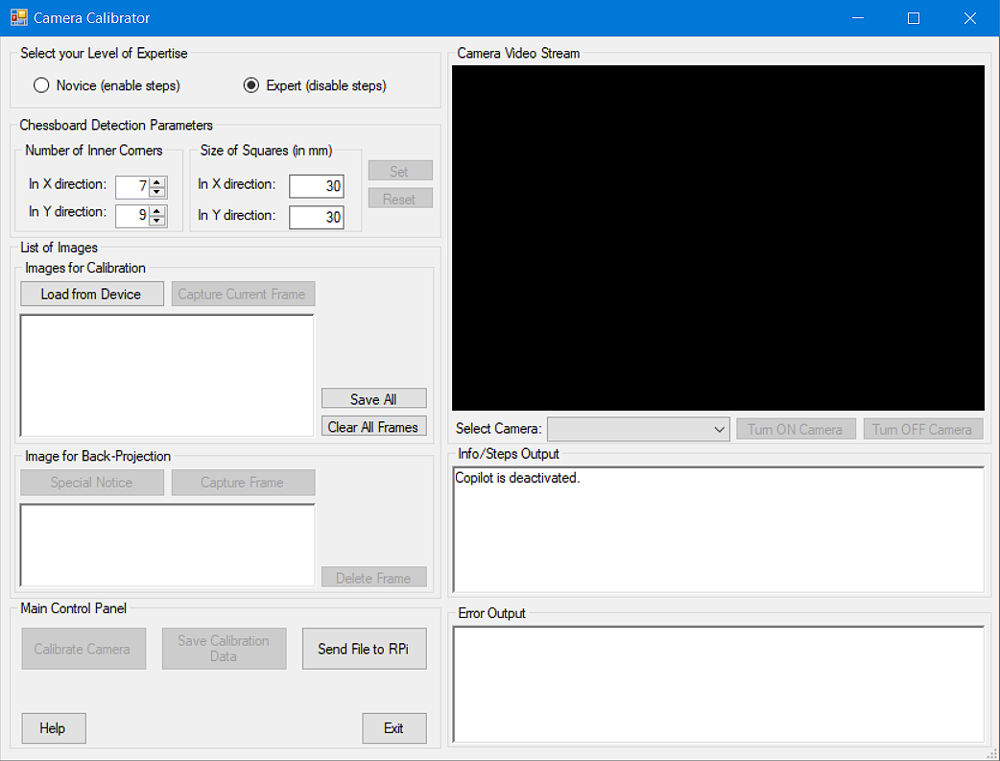 Camera Calibrator
Select your Level of Expertise
Novice (enable steps)
Expert (disable steps)
Chessboard Detection Parameters
Number of Inner Corners
In X direction: 7
In Y direction: 9
Size of Squares (in mm)
In X direction: 30
In Y direction: 30
Set
Reset
List of Images
Images for Calibration
Load from Device
Capture Current Frame
Save All
Clear All Frames
Image for Back-Projection
Special Notice
Capture Frame
Delete Frame
Main Control Panel
Calibrate Camera
Save Calibration
Data
Send File to RPi
Help
Exit
Camera Video Stream
Select Camera:
Turn ON Camera
Turn OFF Camera
Info/Steps Output
Copilot is deactivated.
Error Output